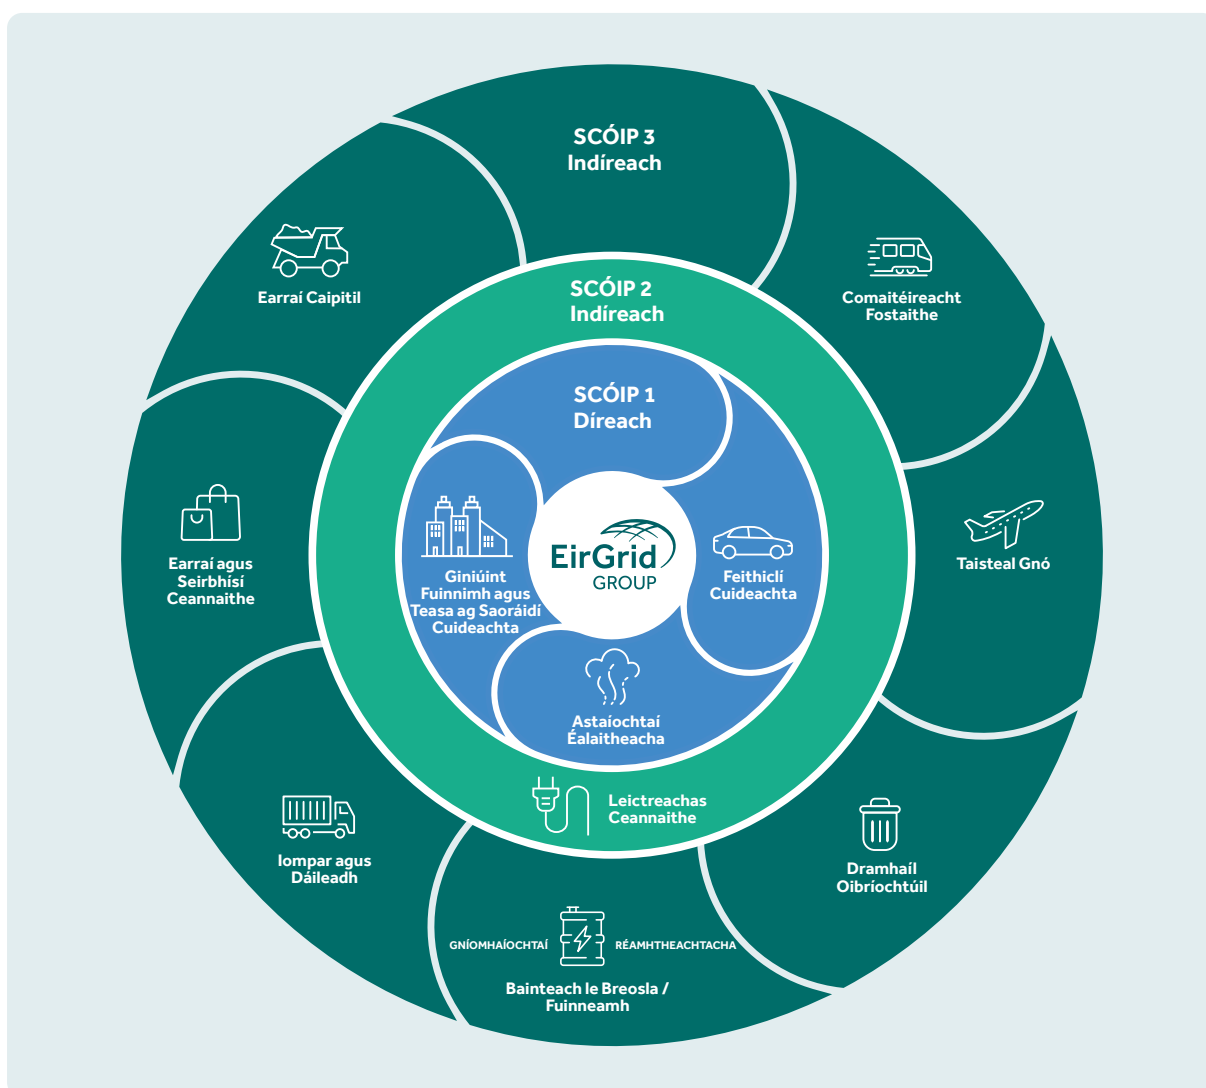 SCÓIP 3
Indíreach
Comaitéireacht
Fostaithe
Taisteal Gnó
Dramhaíl
Oibríochtúil
GNÍOMHAÍOCHTAÍ RÉAMHTHEACHTACHA
Bainteach le Breosla /
Fuinneamh
Iompar agus
Dáileadh
Earraí agus
Seirbhísí
Ceannaithe
Earraí Caipitil
SCÓIP 2
Indíreach
Leictreachas
Ceannaithe
SCÓIP 1
Díreach
Feithiclí
Cuideachta
Astaíochtaí
Éalaitheacha
Giniúint
Fuinnimh agus
Teasa ag Saoráidí
Cuideachta
EirGrid
GROUP